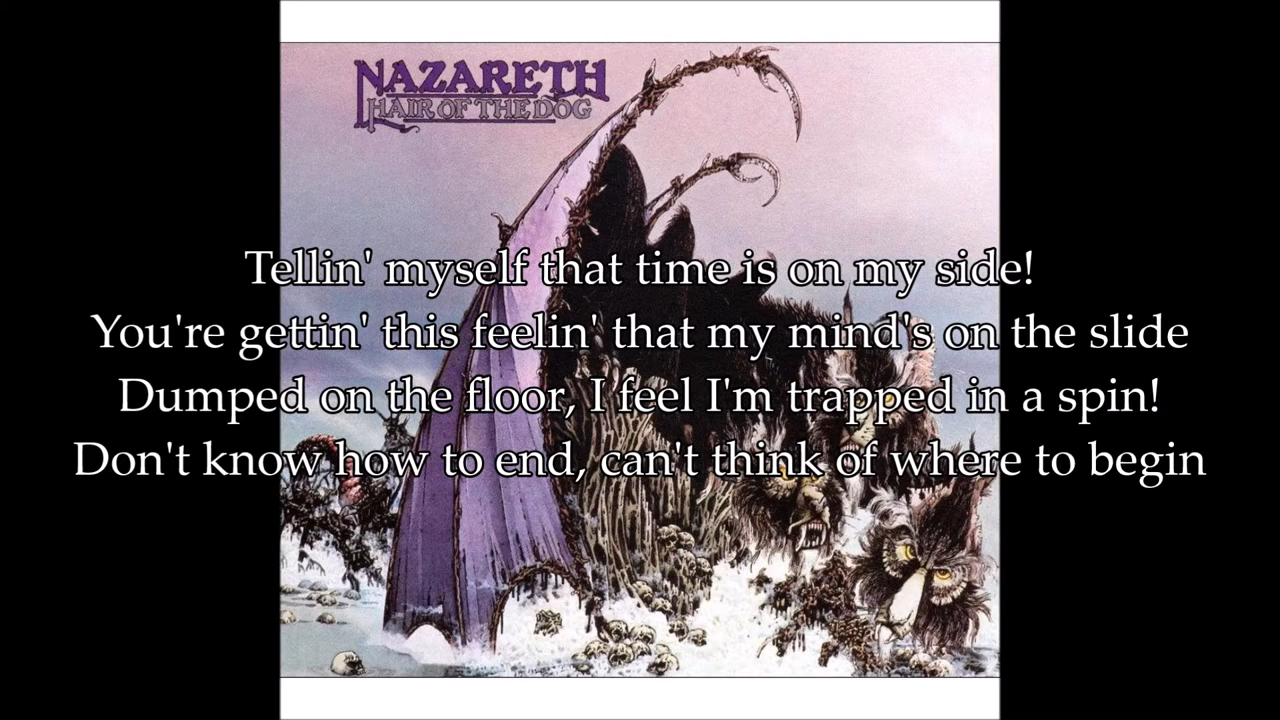 NAZARETH
HAIR OF THE DOG
Tellin' myself that time is on my side!
You're gettin' this feelin' that my mind's on the slide
Dumped on the floor, I feel I'm trapped in a spin!
Don't know how to end, can't think of where to begin